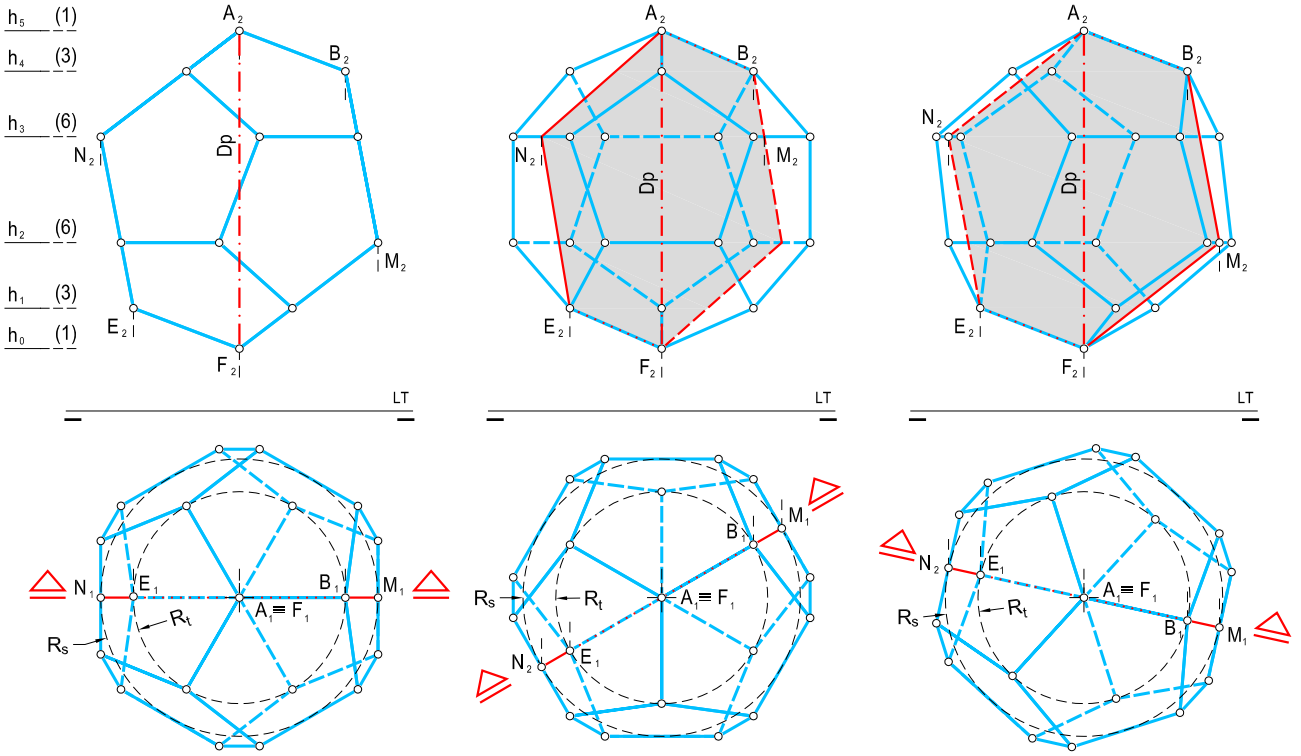 h₅ (1)
h₄ (3)
h₃ (6)
h₂ (6)
h₁ (3)
h₀ (1)
A₂
B₂
Dp
N₂
M₂
E₂
F₂
A₂
B₂
Dp
N₂
M₂
E₂
F₂
A₂
B₂
N₂
Dp
M₂
E₂
F₂
LT
LT
LT
N₁ E₁ B₁ M₁
A₁≡ F₁
Rₛ Rₜ
M₁
B₁
Rₛ Rₜ A₁≡ F₁
N₂ E₁
N₂ E₁
Rₛ Rₜ A₁≡ F₁
B₁ M₁